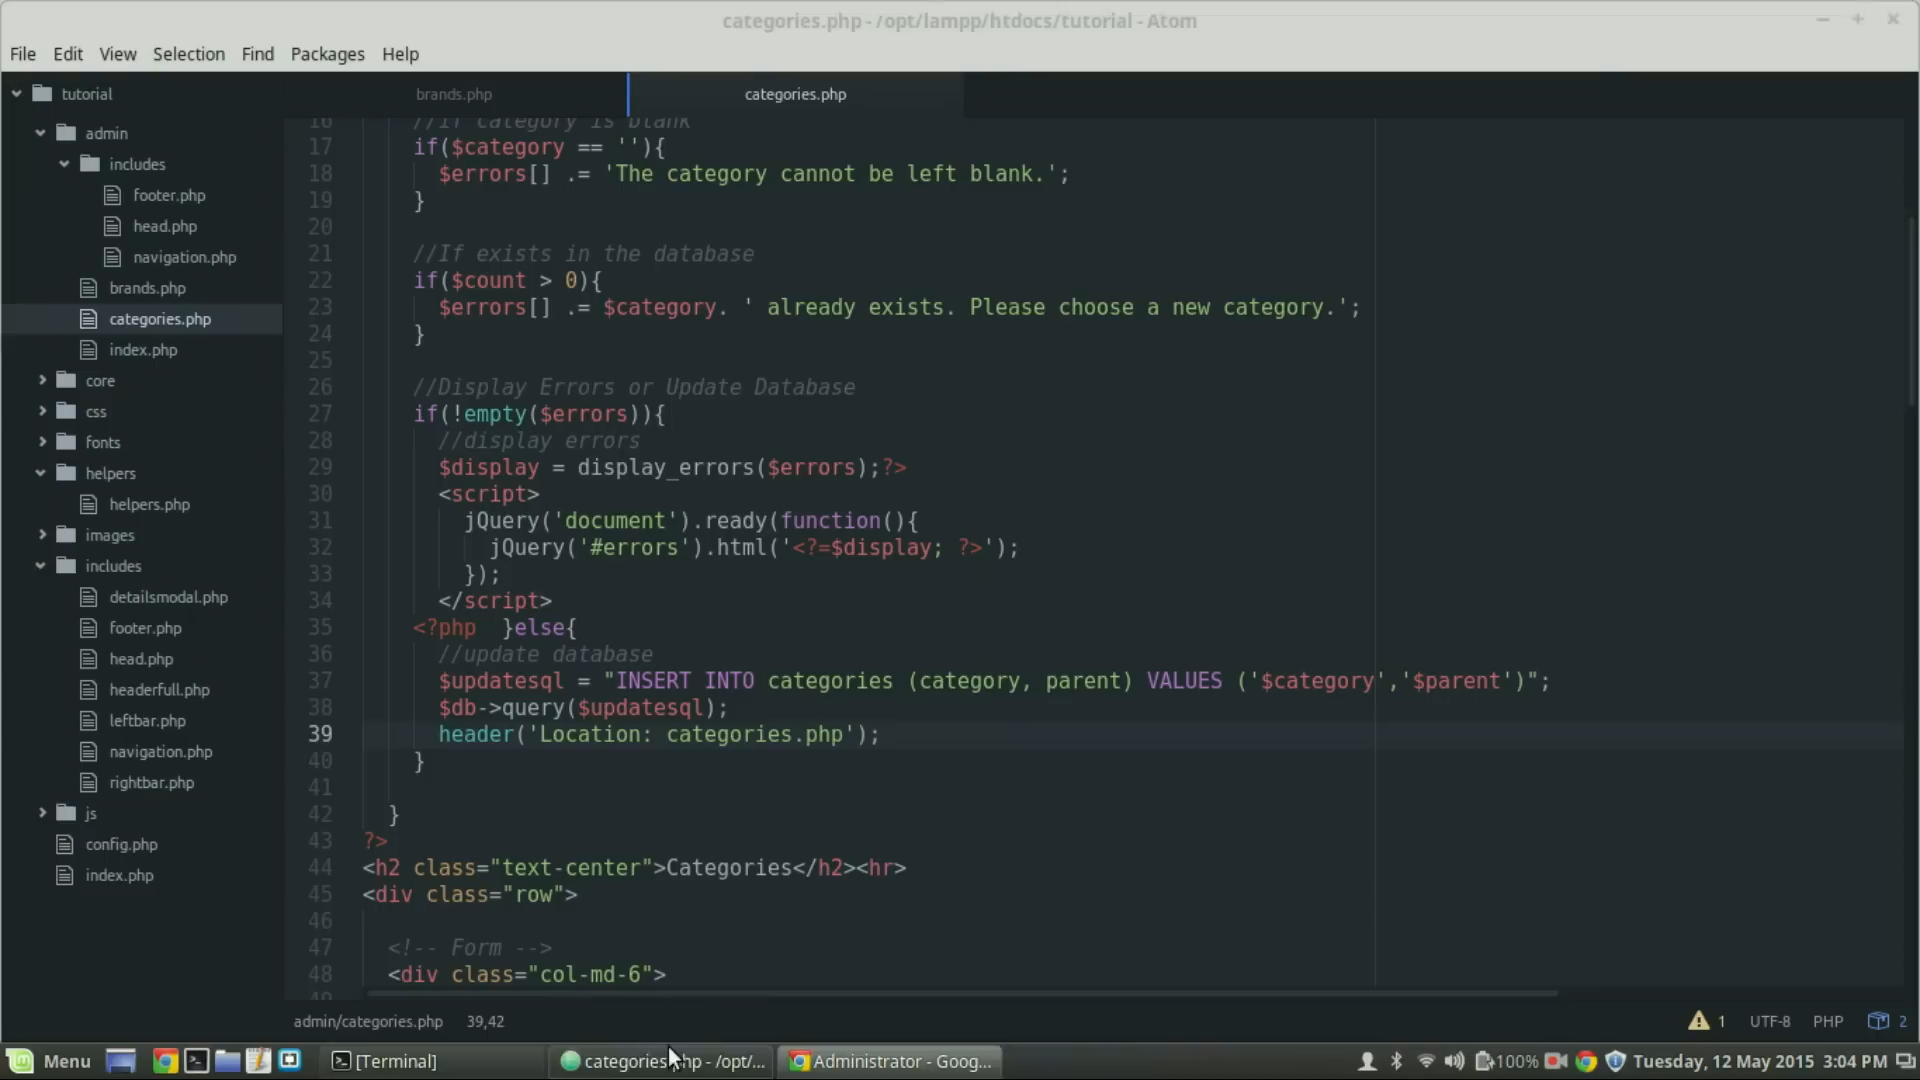 categories.php - /opt/lampp/htdocs/tutorial - Atom
File Edit View Selection Find Packages Help
tutorial
admin
includes
footer.php
head.php
navigation.php
brands.php
categories.php
index.php
core
css
fonts
helpers
helpers.php
images
includes
detailsmodal.php
footer.php
head.php
headerfull.php
leftbar.php
navigation.php
rightbar.php
js
config.php
index.php
brands.php
categories.php
16 //If category is blank
17 if($category == ''){
18 $errors[] .= 'The category cannot be left blank.';
19 }
20
21 //If exists in the database
22 if($count > 0){
23 $errors[] .= $category. ' already exists. Please choose a new category.';
24 }
25
26 //Display Errors or Update Database
27 if(!empty($errors)){
28 //display errors
29 $display = display_errors($errors);?>
30 <script>
31 jQuery('document').ready(function(){
32 jQuery('#errors').html('<?=$display; ?>');
33 });
34 </script>
35 <?php }else{
36 //update database
37 $updatesql = "INSERT INTO categories (category, parent) VALUES ('$category','$parent')";
38 $db->query($updatesql);
39 header('Location: categories.php');
40 }
41
42 }
43 ?>
44 <h2 class="text-center">Categories</h2><hr>
45 <div class="row">
46
47 <!-- Form -->
48 <div class="col-md-6">
admin/categories.php 39,42
1 UTF-8 PHP 2
Menu [Terminal] categories.php - /opt/... Administrator - Goog... 100% Tuesday, 12 May 2015 3:04 PM